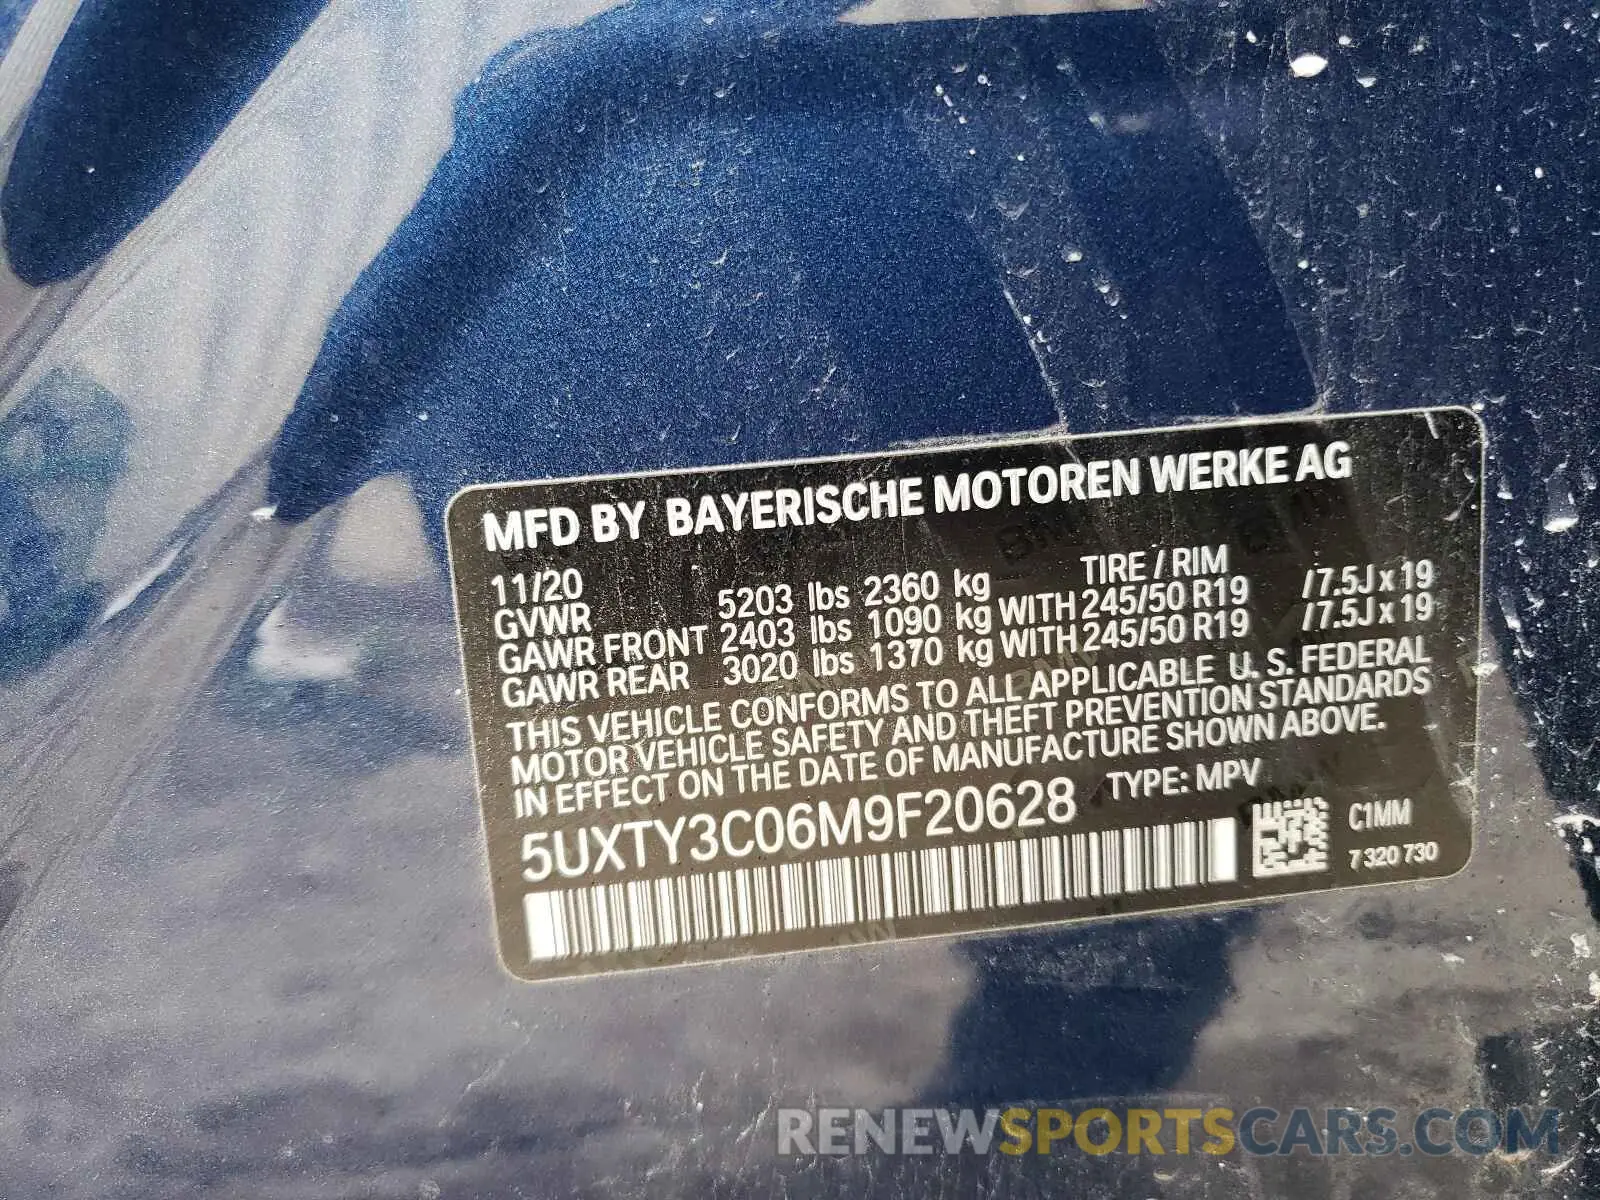 MFD BY BAYERISCHE MOTOREN WERKE AG
11/20 TIRE / RIM
GVWR 5203 lbs 2360 kg
GAWR FRONT 2403 lbs 1090 kg WITH 245/50 R19 /7.5J x 19
GAWR REAR 3020 lbs 1370 kg WITH 245/50 R19 /7.5J x 19
THIS VEHICLE CONFORMS TO ALL APPLICABLE U.S. FEDERAL
MOTOR VEHICLE SAFETY AND THEFT PREVENTION STANDARDS
IN EFFECT ON THE DATE OF MANUFACTURE SHOWN ABOVE.
5UXTY3C06M9F20628 TYPE: MPV
C1MM
7 320 730
RENEWSPORTSCARS.COM